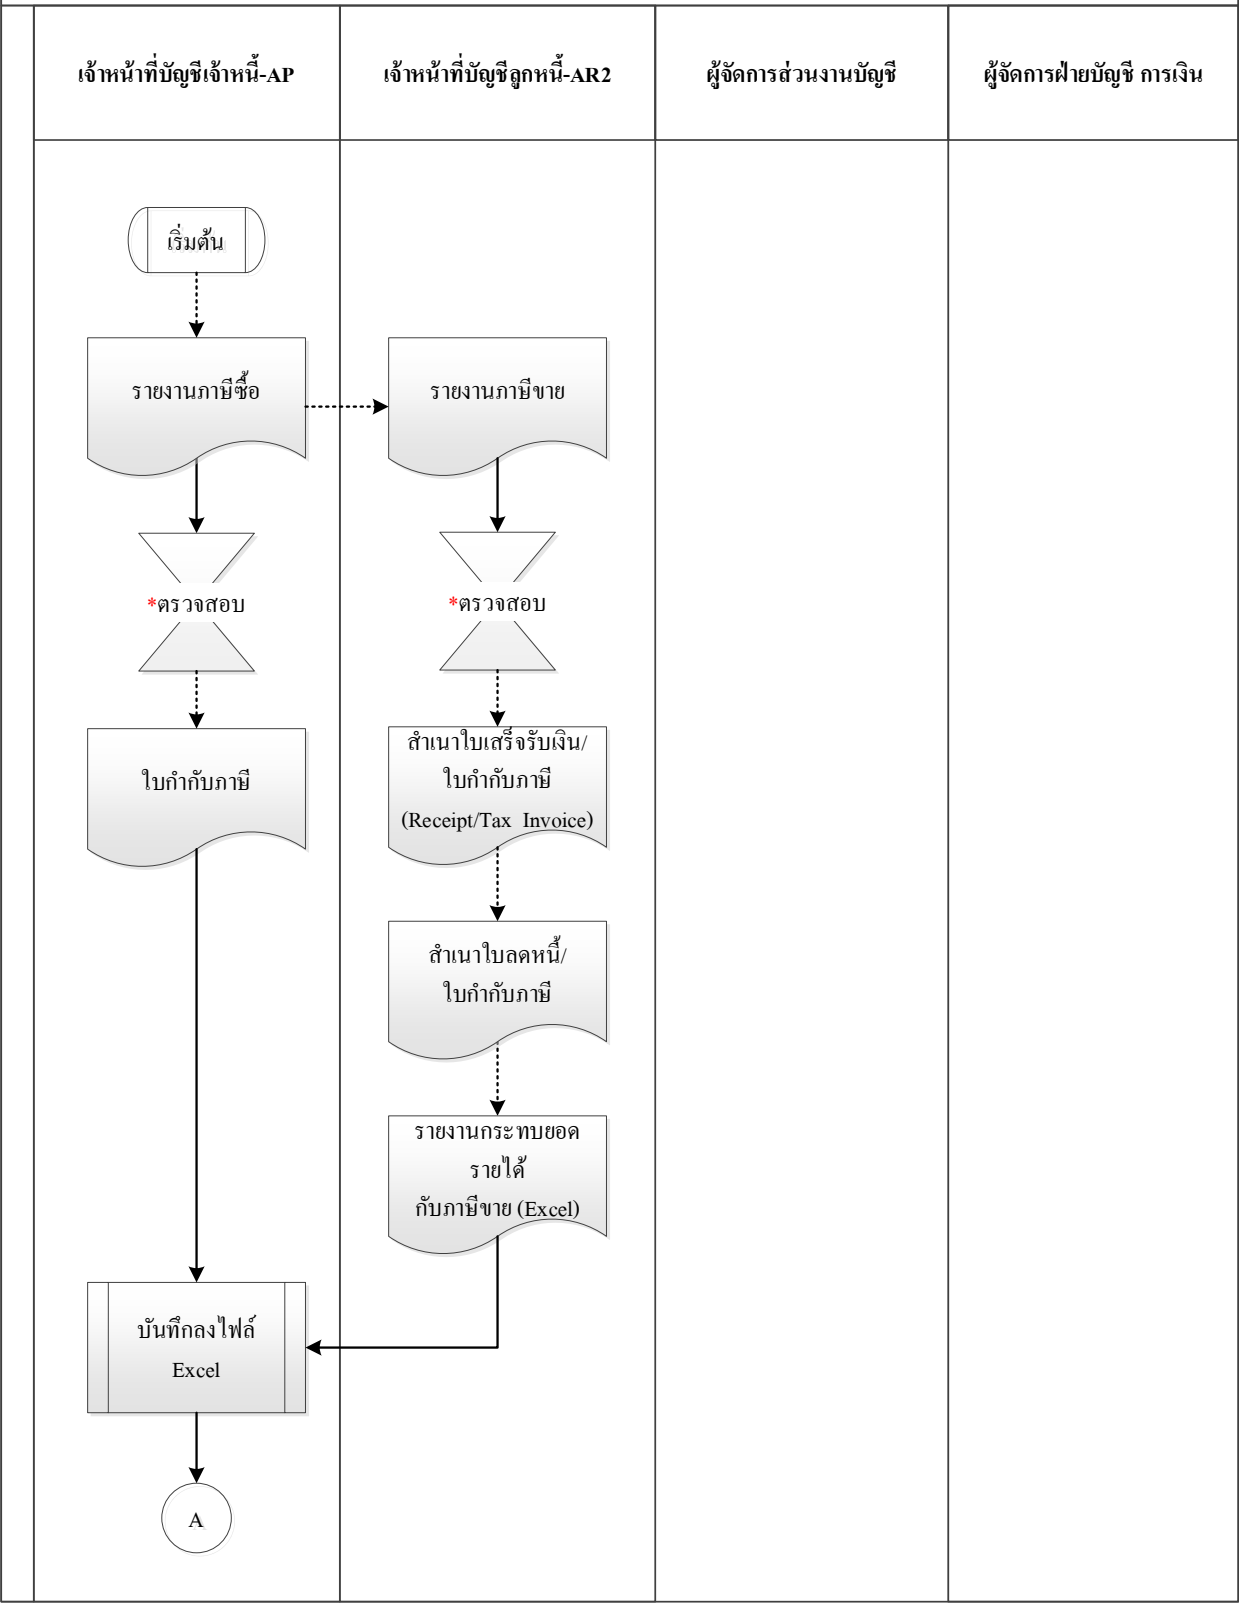 เจ้าหน้าที่บัญชีเจ้าหนี้-AP
เจ้าหน้าที่บัญชีลูกหนี้-AR2
ผู้จัดการส่วนงานบัญชี
ผู้จัดการฝ่ายบัญชี การเงิน
เริ่มต้น
รายงานภาษีซื้อ
รายงานภาษีขาย
*ตรวจสอบ
*ตรวจสอบ
ใบกำกับภาษี
สำเนาใบเสร็จรับเงิน/
ใบกำกับภาษี
(Receipt/Tax Invoice)
สำเนาใบลดหนี้/
ใบกำกับภาษี
รายงานกระทบยอด
รายได้
กับภาษีขาย (Excel)
บันทึกลงไฟล์
Excel
A